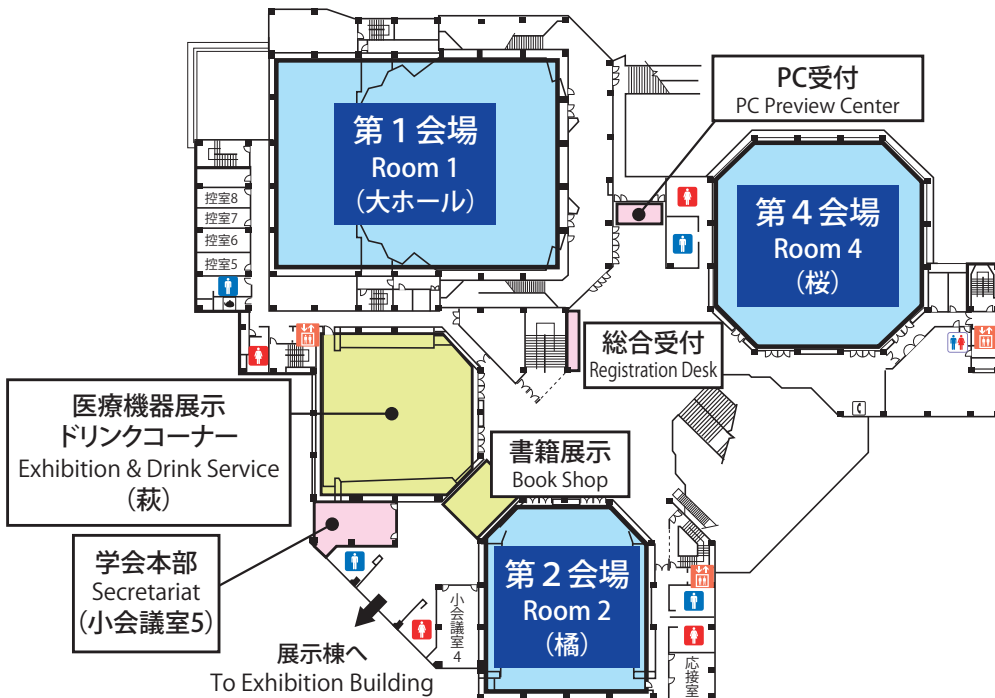 PC受付
PC Preview Center
第1会場
Room 1
（大ホール）
第4会場
Room 4
（桜）
控室8
控室7
控室6
控室5
総合受付
Registration Desk
医療機器展示
ドリンクコーナー
Exhibition & Drink Service
（萩）
書籍展示
Book Shop
学会本部
Secretariat
（小会議室5）
第2会場
Room 2
（橘）
小会議室4
応接室
展示棟へ
To Exhibition Building